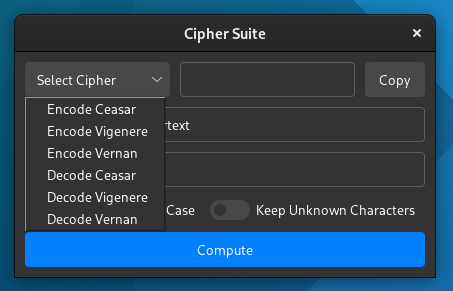 Cipher Suite
×
Select Cipher
Copy
Encode Ceasar
Encode Vigenere
Encode Vernan
Decode Ceasar
Decode Vigenere
Decode Vernan
rtext
Case
Keep Unknown Characters
Compute